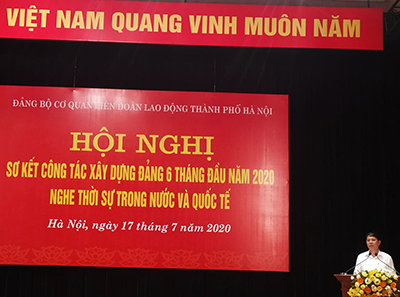 VIỆT NAM QUANG VINH MUÔN NĂM
ĐẢNG BỘ CƠ QUAN LIÊN ĐOÀN LAO ĐỘNG THÀNH PHỐ HÀ NỘI
HỘI NGHỊ
SƠ KẾT CÔNG TÁC XÂY DỰNG ĐẢNG 6 THÁNG ĐẦU NĂM 2020
NGHE THỜI SỰ TRONG NƯỚC VÀ QUỐC TẾ
Hà Nội, ngày 17 tháng 7 năm 2020